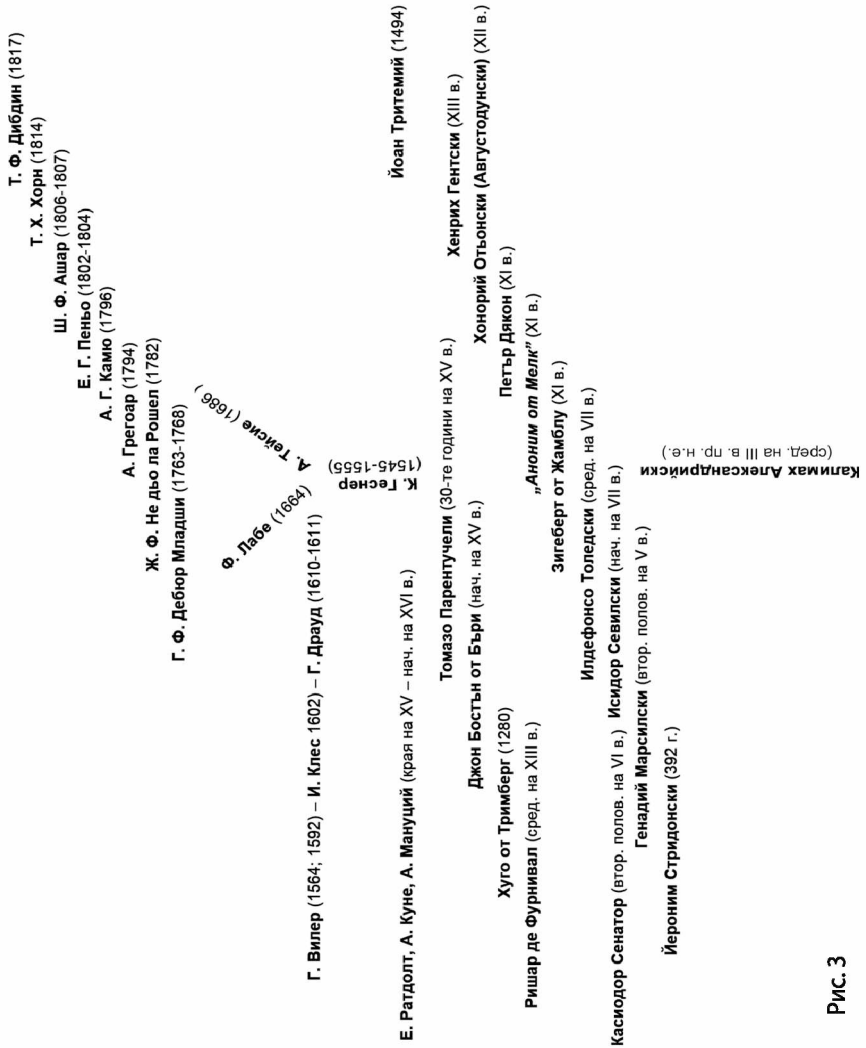 Т. Ф. Дибдин (1817)
Т. Х. Хорн (1814)
Ш. Ф. Ашар (1806-1807)
Е. Г. Пеньо (1802-1804)
А. Г. Камю (1796)
А. Грегоар (1794)
Ж. Ф. Не дьо ла Рошел (1782)
Г. Ф. Дебюр Младши (1763-1768)
А. Тейсие (1686 )
Ф. Лабе (1664)
Г. Вилер (1564; 1592) – И. Клес 1602) – Г. Драуд (1610-1611)
К. Геснер
(1545-1555)
Йоан Тритемий (1494)
Е. Ратдолт, А. Куне, А. Мануций (края на XV – нач. на XVI в.)
Томазо Парентучели (30-те години на XV в.)
Хенрих Гентски (XIII в.)
Джон Бостън от Бъри (нач. на XV в.)
Хонорий Отьонски (Августодунски) (XII в.)
Хуго от Тримберг (1280)
Петър Дякон (XI в.)
Ришар де Фурнивал (сред. на XIII в.)
„Аноним от Мелк” (XI в.)
Зигеберт от Жамблу (XI в.)
Илдефонсо Толедски (сред. на VII в.)
Касиодор Сенатор (втор. полов. на VI в.) Исидор Севилски (нач. на VII в.)
Генадий Марсилски (втор. полов. на V в.)
Йероним Стридонски (392 г.)
Калимах Александрийски
(сред. на III в. пр. н.е.)
Рис. 3